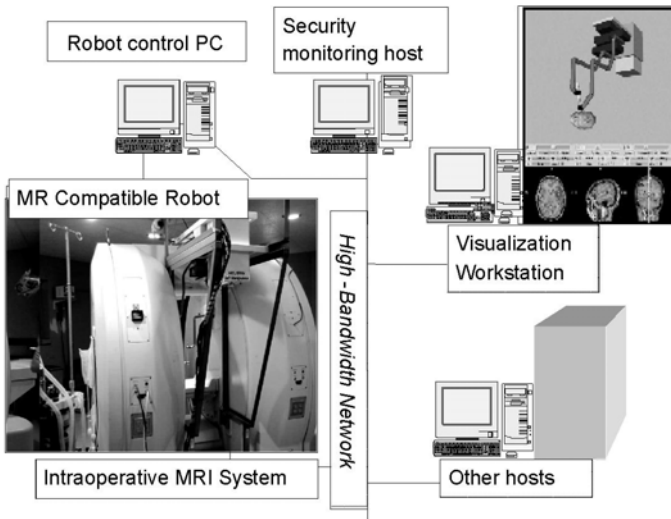 Robot control PC
Security
monitoring host
MR Compatible Robot
High-Bandwidth Network
Visualization
Workstation
Intraoperative MRI System
Other hosts